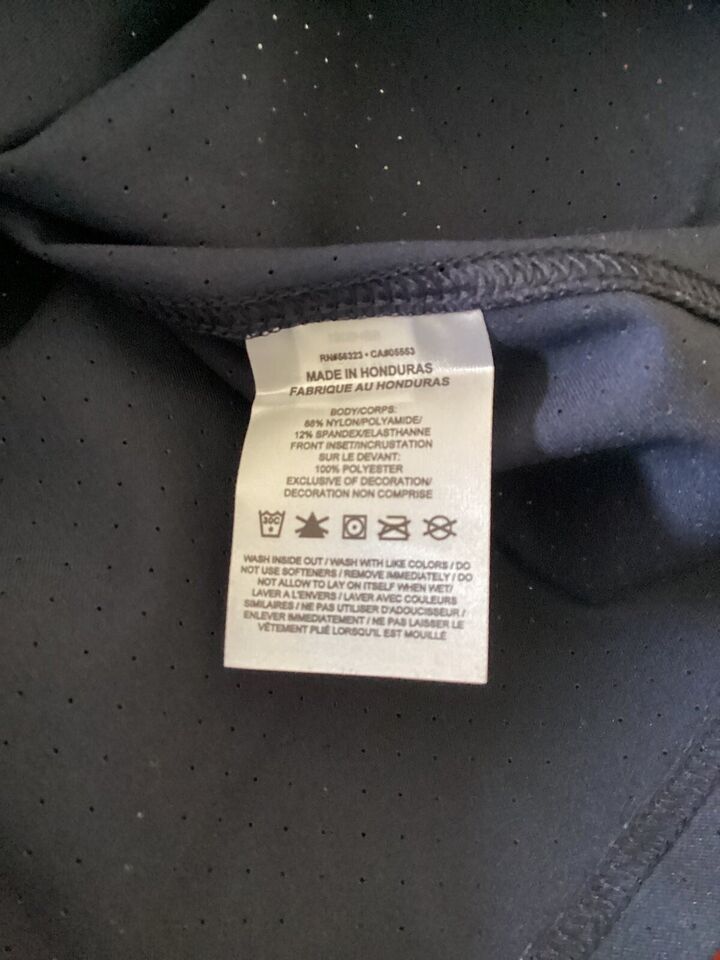 RN#56323 • CA#05553
MADE IN HONDURAS
FABRIQUE AU HONDURAS
BODY/CORPS:
88% NYLON/POLYAMIDE/
12% SPANDEX/ELASTHANNE
FRONT INSET/INCRUSTATION
SUR LE DEVANT:
100% POLYESTER
EXCLUSIVE OF DECORATION/
DECORATION NON COMPRISE
30C
WASH INSIDE OUT / WASH WITH LIKE COLORS / DO
NOT USE SOFTENERS / REMOVE IMMEDIATELY / DO
NOT ALLOW TO LAY ON ITSELF WHEN WET/
LAVER A L'ENVERS / LAVER AVEC COULEURS
SIMILAIRES / NE PAS UTILISER D'ADOUCISSEUR /
ENLEVER IMMEDIATEMENT / NE PAS LAISSER LE
VÊTEMENT PLIÉ LORSQU'IL EST MOUILLÉ